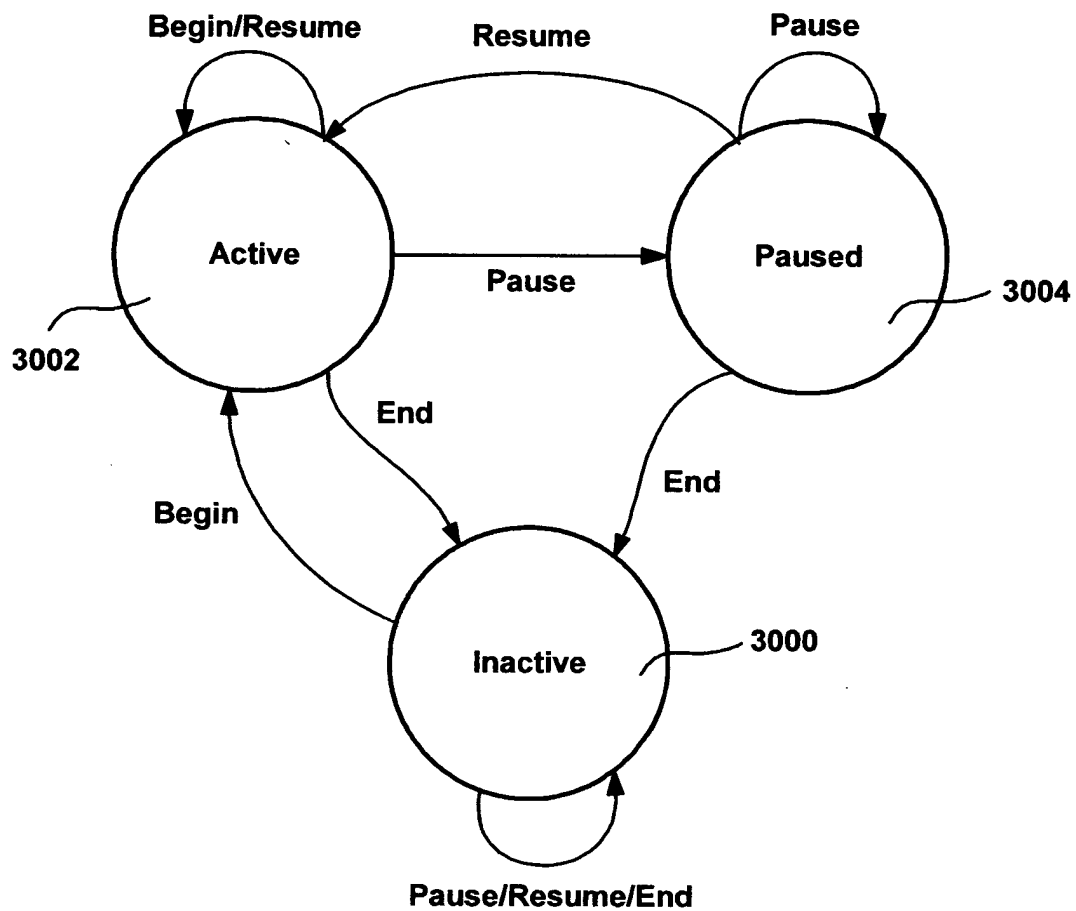 Begin/Resume
Resume
Pause
Active
Pause
Paused
3004
3002
End
End
Begin
Inactive
3000
Pause/Resume/End